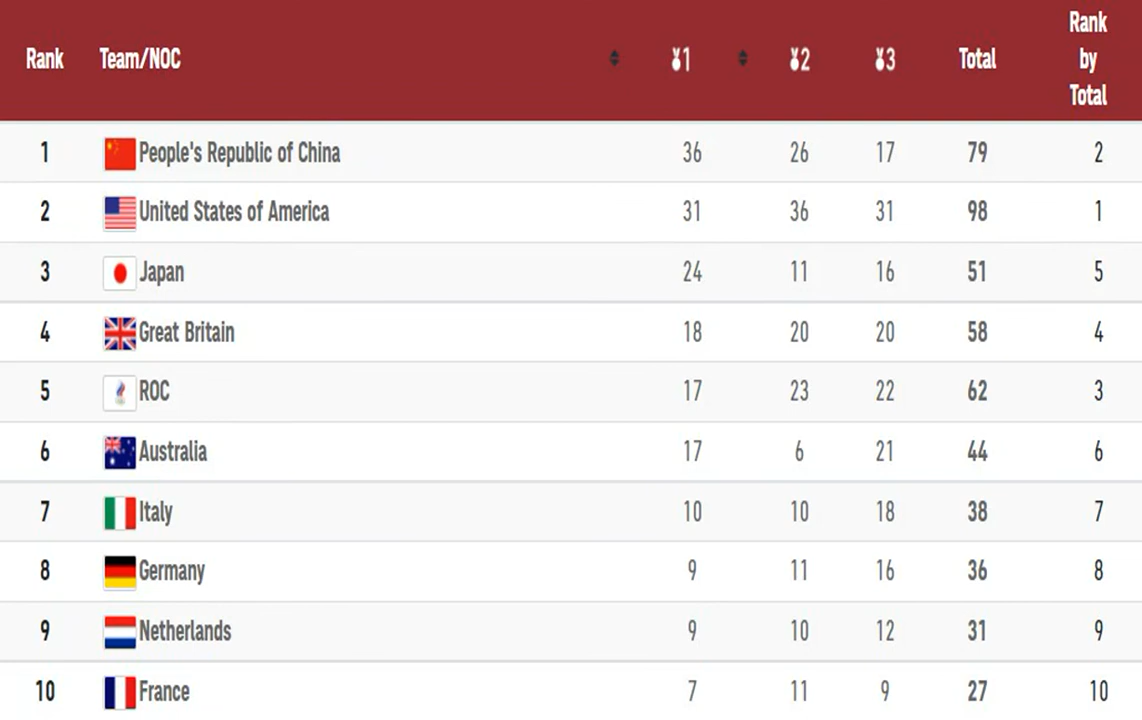 Rank Team/NOC 1 2 3 Total Rank by Total
1 People's Republic of China 36 26 17 79 2
2 United States of America 31 36 31 98 1
3 Japan 24 11 16 51 5
4 Great Britain 18 20 20 58 4
5 ROC 17 23 22 62 3
6 Australia 17 6 21 44 6
7 Italy 10 10 18 38 7
8 Germany 9 11 16 36 8
9 Netherlands 9 10 12 31 9
10 France 7 11 9 27 10